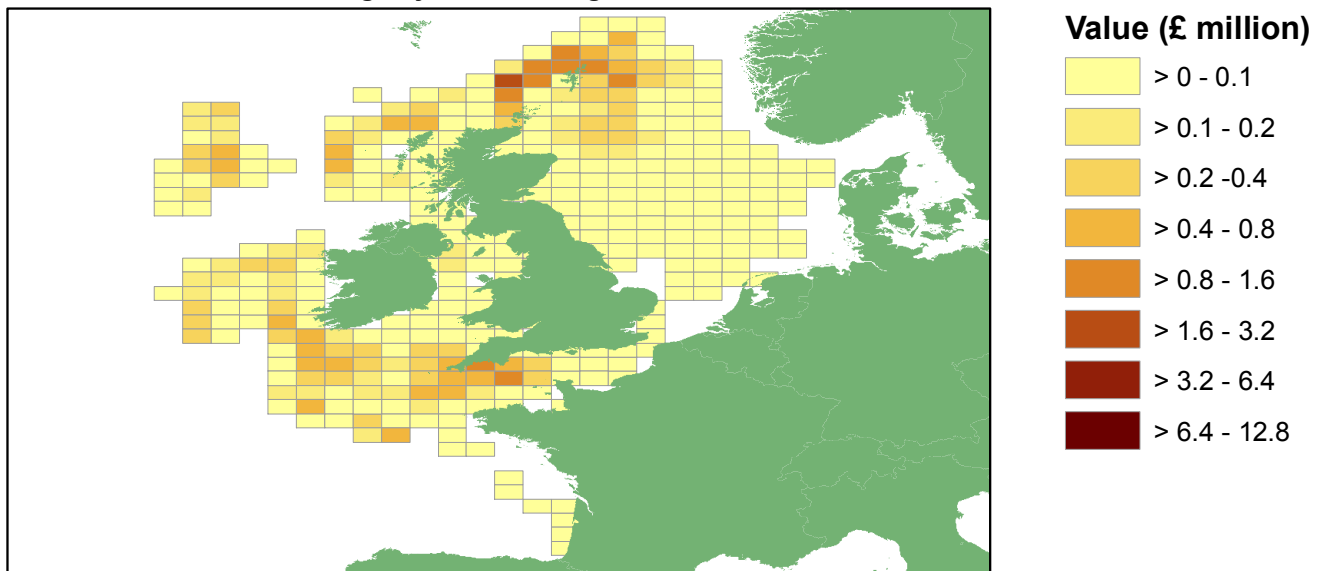 Value (£ million)
> 0 - 0.1
> 0.1 - 0.2
> 0.2 -0.4
> 0.4 - 0.8
> 0.8 - 1.6
> 1.6 - 3.2
> 3.2 - 6.4
> 6.4 - 12.8